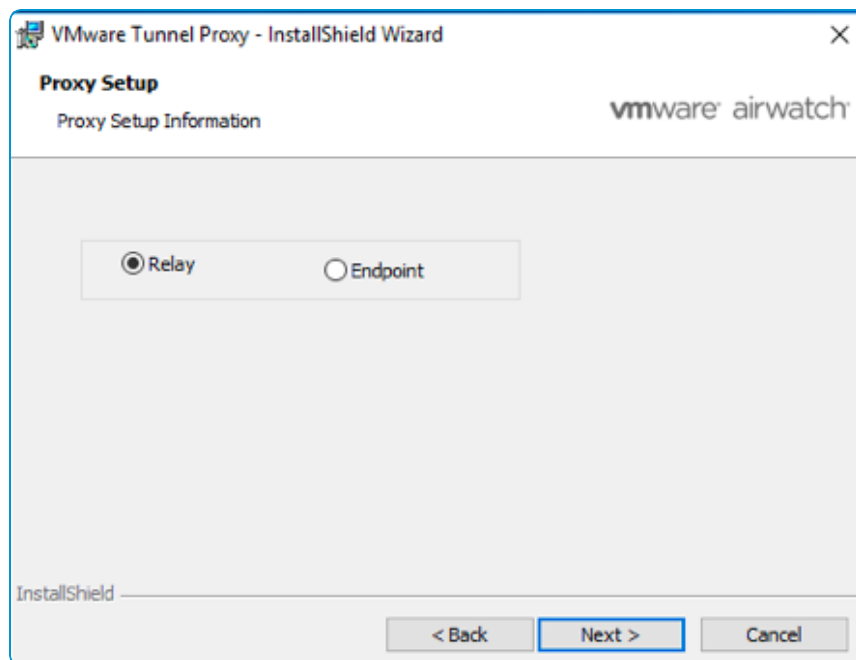 VMware Tunnel Proxy - InstallShield Wizard
Proxy Setup
Proxy Setup Information
vmware airwatch
Relay
Endpoint
InstallShield
< Back
Next >
Cancel